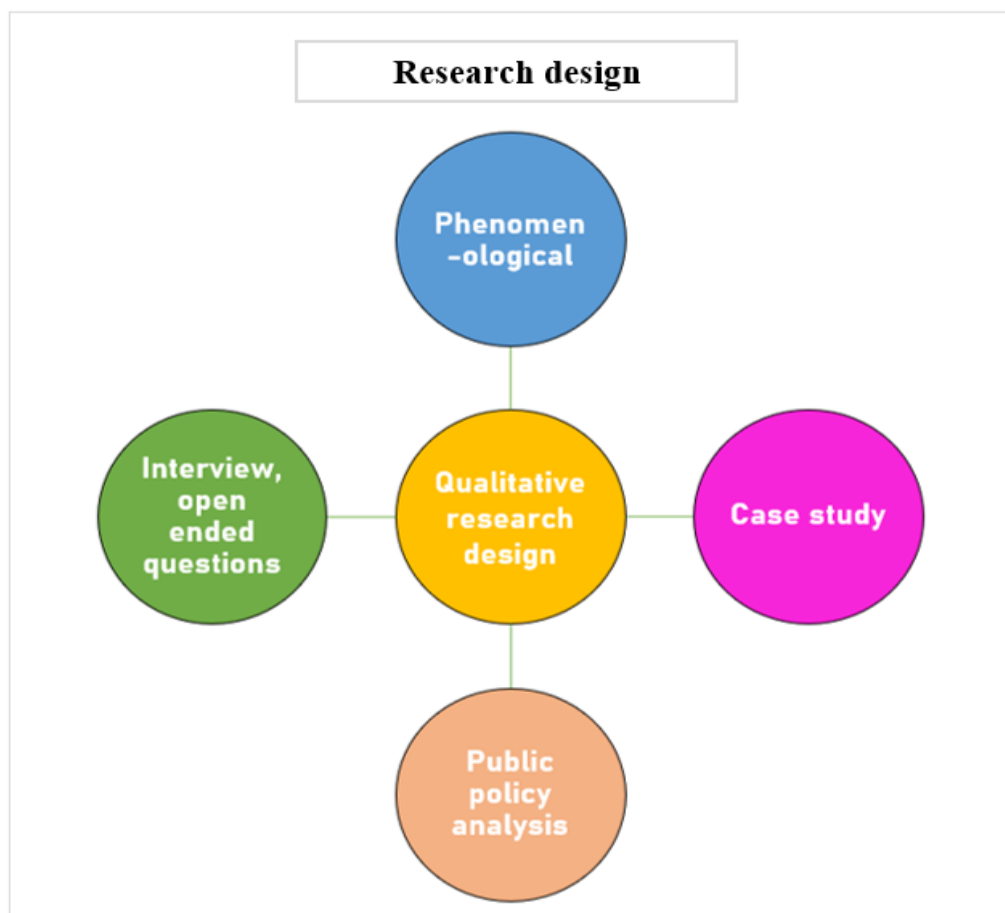 Research design
Phenomen
-ological
Interview,
open
ended
questions
Qualitative
research
design
Case study
Public
policy
analysis